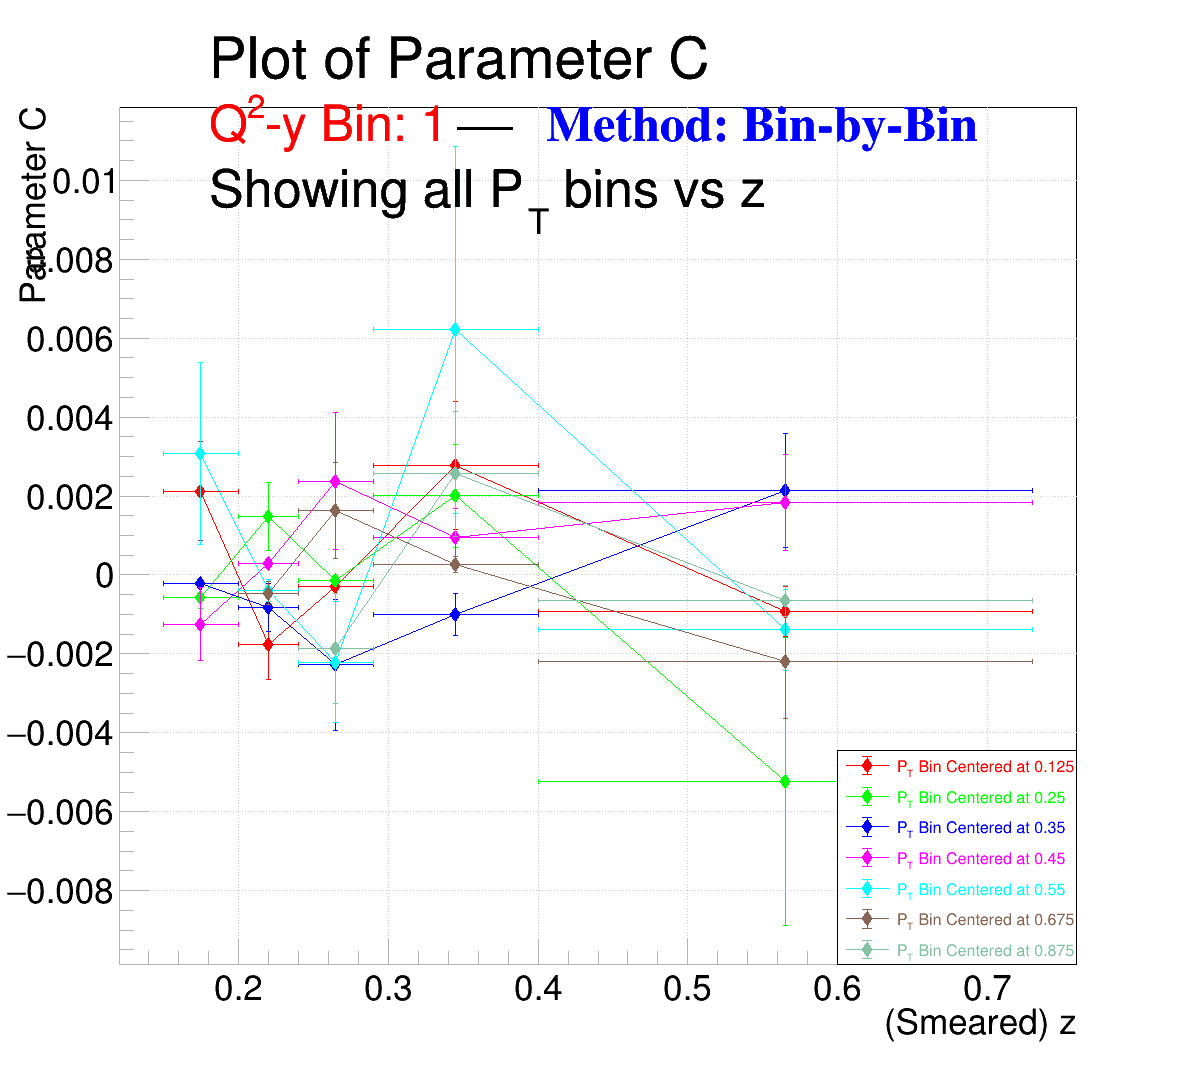 Plot of Parameter C
Q²-y Bin: 1 — Method: Bin-by-Bin
Showing all P_T bins vs z
Parameter C
0.01
0.008
0.006
0.004
0.002
0
−0.002
−0.004
−0.006
−0.008
P_T Bin Centered at 0.125
P_T Bin Centered at 0.25
P_T Bin Centered at 0.35
P_T Bin Centered at 0.45
P_T Bin Centered at 0.55
P_T Bin Centered at 0.675
P_T Bin Centered at 0.875
0.2 0.3 0.4 0.5 0.6 0.7
(Smeared) z